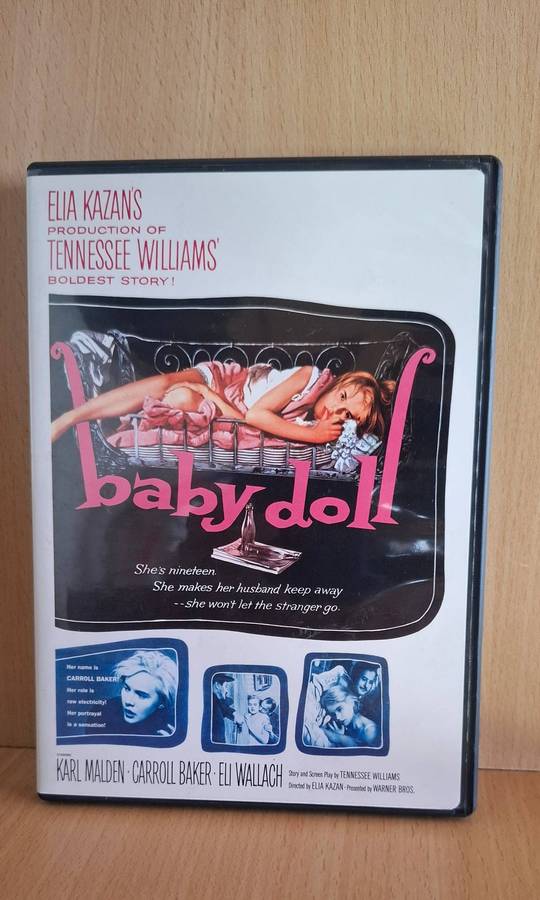 ELIA KAZAN'S
PRODUCTION OF
TENNESSEE WILLIAMS'
BOLDEST STORY!
baby doll
She's nineteen.
She makes her husband keep away
--she won't let the stranger go.
Her name is
CARROLL BAKER!
Her role is
raw electricity!
Her portrayal
is a sensation!
STARRING
KARL MALDEN · CARROLL BAKER · ELI WALLACH
Story and Screen Play by TENNESSEE WILLIAMS
Directed by ELIA KAZAN · Presented by WARNER BROS.